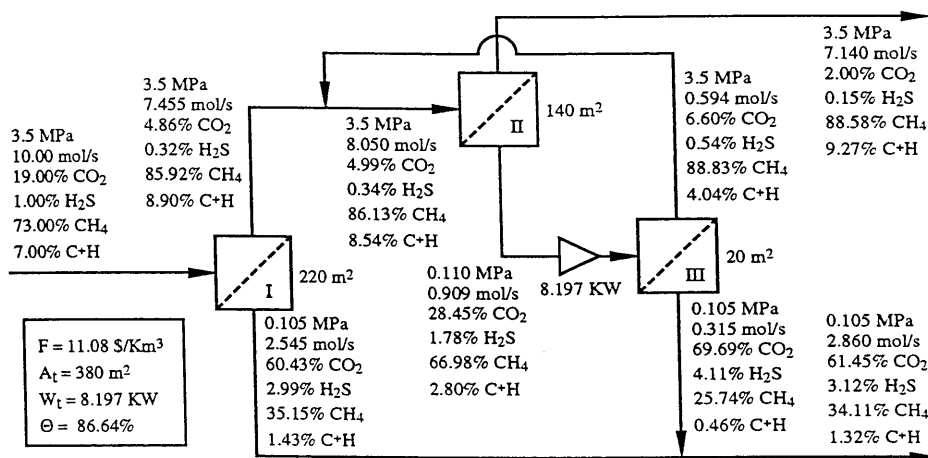 3.5 MPa
10.00 mol/s
19.00% CO₂
1.00% H₂S
73.00% CH₄
7.00% C+H
3.5 MPa
7.455 mol/s
4.86% CO₂
0.32% H₂S
85.92% CH₄
8.90% C+H
I
220 m²
3.5 MPa
8.050 mol/s
4.99% CO₂
0.34% H₂S
86.13% CH₄
8.54% C+H
II
140 m²
3.5 MPa
0.594 mol/s
6.60% CO₂
0.54% H₂S
88.83% CH₄
4.04% C+H
3.5 MPa
7.140 mol/s
2.00% CO₂
0.15% H₂S
88.58% CH₄
9.27% C+H
8.197 KW
III
20 m²
0.110 MPa
0.909 mol/s
28.45% CO₂
1.78% H₂S
66.98% CH₄
2.80% C+H
0.105 MPa
2.545 mol/s
60.43% CO₂
2.99% H₂S
35.15% CH₄
1.43% C+H
0.105 MPa
0.315 mol/s
69.69% CO₂
4.11% H₂S
25.74% CH₄
0.46% C+H
0.105 MPa
2.860 mol/s
61.45% CO₂
3.12% H₂S
34.11% CH₄
1.32% C+H
F = 11.08 $/Km³
Aₜ = 380 m²
Wₜ = 8.197 KW
Θ = 86.64%